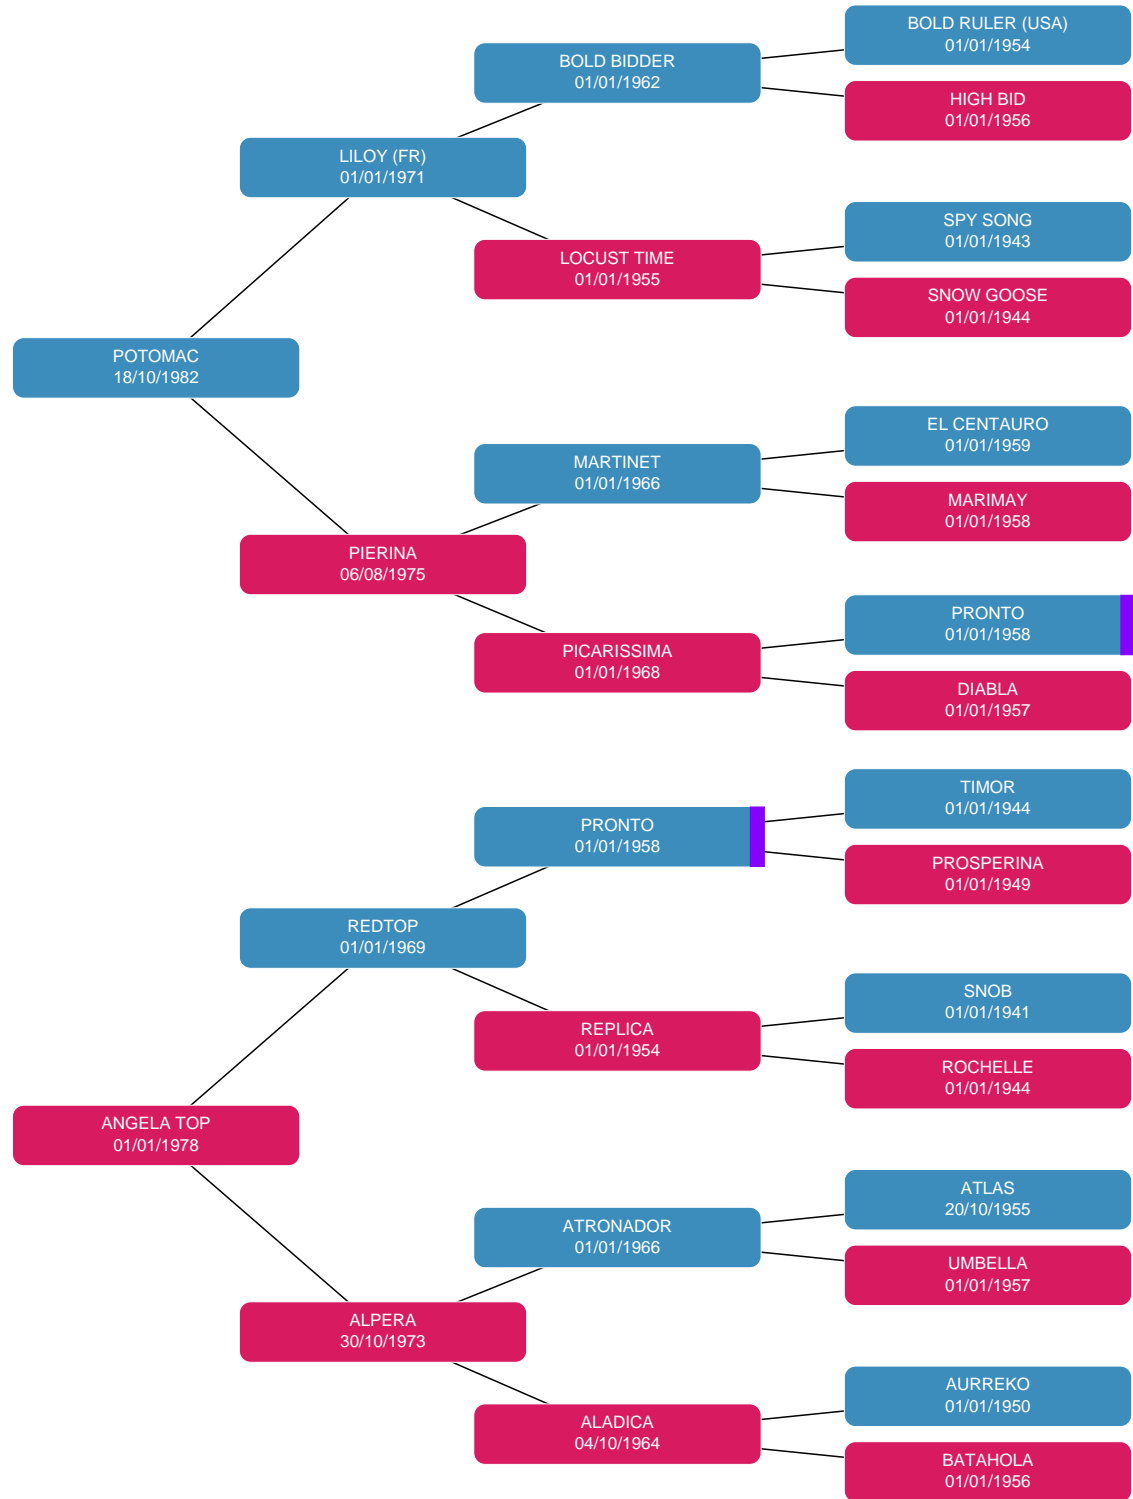 BOLD RULER (USA)
01/01/1954
BOLD BIDDER
01/01/1962
HIGH BID
01/01/1956
LILOY (FR)
01/01/1971
SPY SONG
01/01/1943
LOCUST TIME
01/01/1955
SNOW GOOSE
01/01/1944
POTOMAC
18/10/1982
EL CENTAURO
01/01/1959
MARTINET
01/01/1966
MARIMAY
01/01/1958
PIERINA
06/08/1975
PRONTO
01/01/1958
PICARISSIMA
01/01/1968
DIABLA
01/01/1957
TIMOR
01/01/1944
PRONTO
01/01/1958
PROSPERINA
01/01/1949
REDTOP
01/01/1969
SNOB
01/01/1941
REPLICA
01/01/1954
ROCHELLE
01/01/1944
ANGELA TOP
01/01/1978
ATLAS
20/10/1955
ATRONADOR
01/01/1966
UMBELLA
01/01/1957
ALPERA
30/10/1973
AURREKO
01/01/1950
ALADICA
04/10/1964
BATAHOLA
01/01/1956